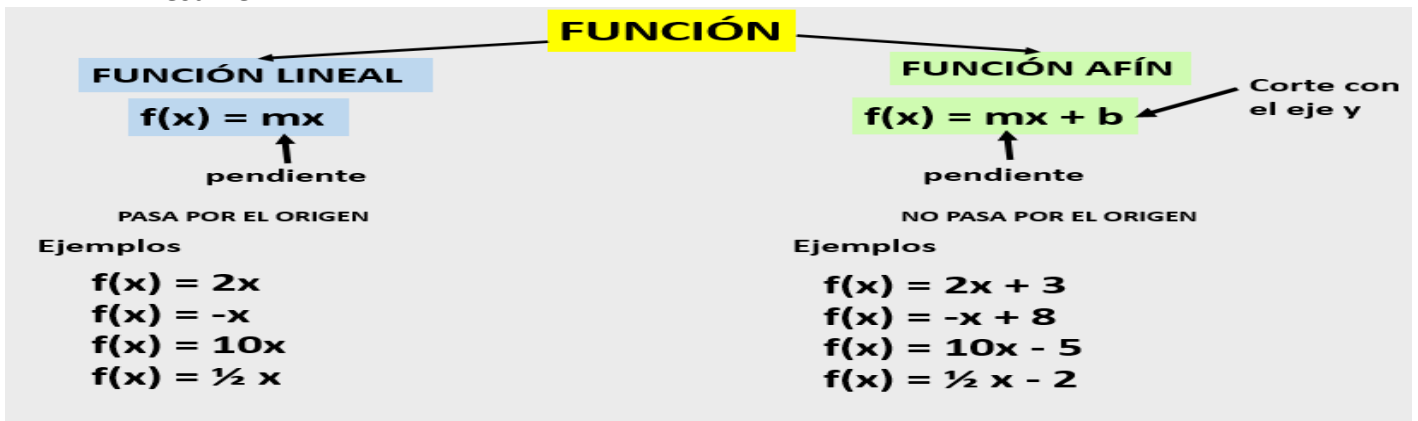 FUNCIÓN
FUNCIÓN LINEAL
f(x) = mx
pendiente
PASA POR EL ORIGEN
Ejemplos
f(x) = 2x
f(x) = -x
f(x) = 10x
f(x) = ½ x
FUNCIÓN AFÍN
f(x) = mx + b
Corte con
el eje y
pendiente
NO PASA POR EL ORIGEN
Ejemplos
f(x) = 2x + 3
f(x) = -x + 8
f(x) = 10x - 5
f(x) = ½ x - 2